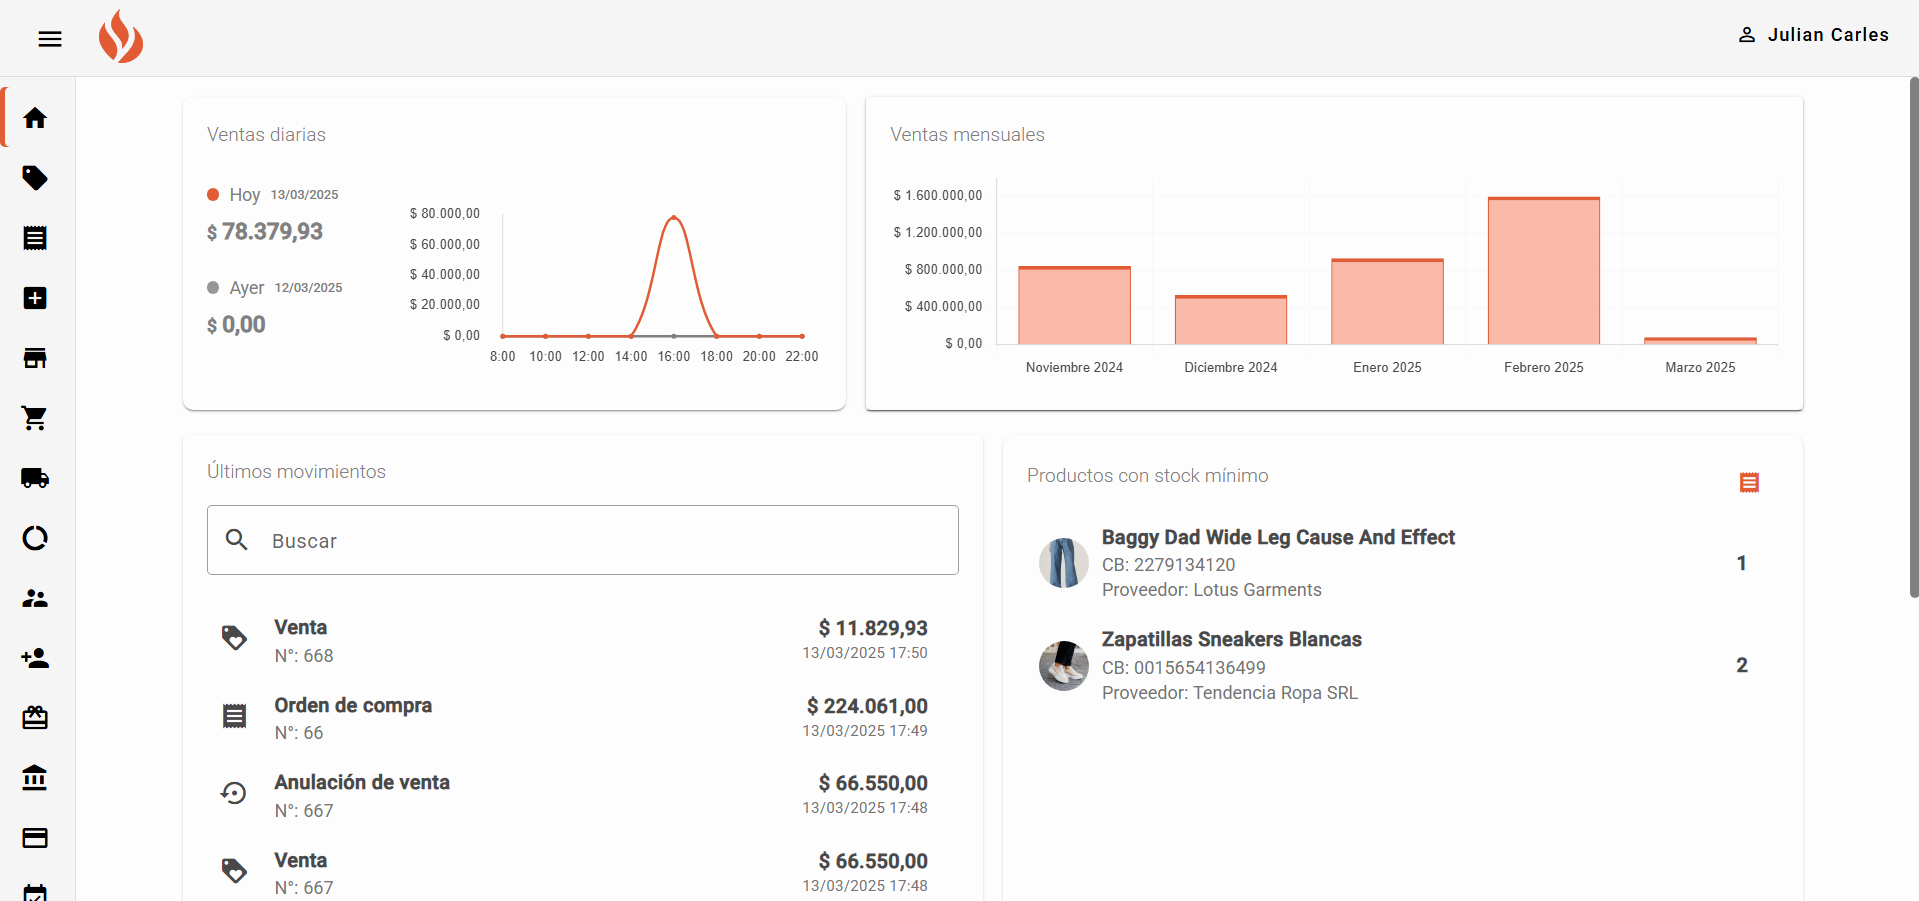 Julian Carles
Ventas diarias
Hoy 13/03/2025
$ 78.379,93
Ayer 12/03/2025
$ 0,00
$ 80.000,00
$ 60.000,00
$ 40.000,00
$ 20.000,00
$ 0,00
8:00 10:00 12:00 14:00 16:00 18:00 20:00 22:00
Ventas mensuales
$ 1.600.000,00
$ 1.200.000,00
$ 800.000,00
$ 400.000,00
$ 0,00
Noviembre 2024 Diciembre 2024 Enero 2025 Febrero 2025 Marzo 2025
Últimos movimientos
Buscar
Venta $ 11.829,93
N°: 668 13/03/2025 17:50
Orden de compra $ 224.061,00
N°: 66 13/03/2025 17:49
Anulación de venta $ 66.550,00
N°: 667 13/03/2025 17:48
Venta $ 66.550,00
N°: 667 13/03/2025 17:48
Productos con stock mínimo
Baggy Dad Wide Leg Cause And Effect
CB: 2279134120 1
Proveedor: Lotus Garments
Zapatillas Sneakers Blancas
CB: 0015654136499 2
Proveedor: Tendencia Ropa SRL